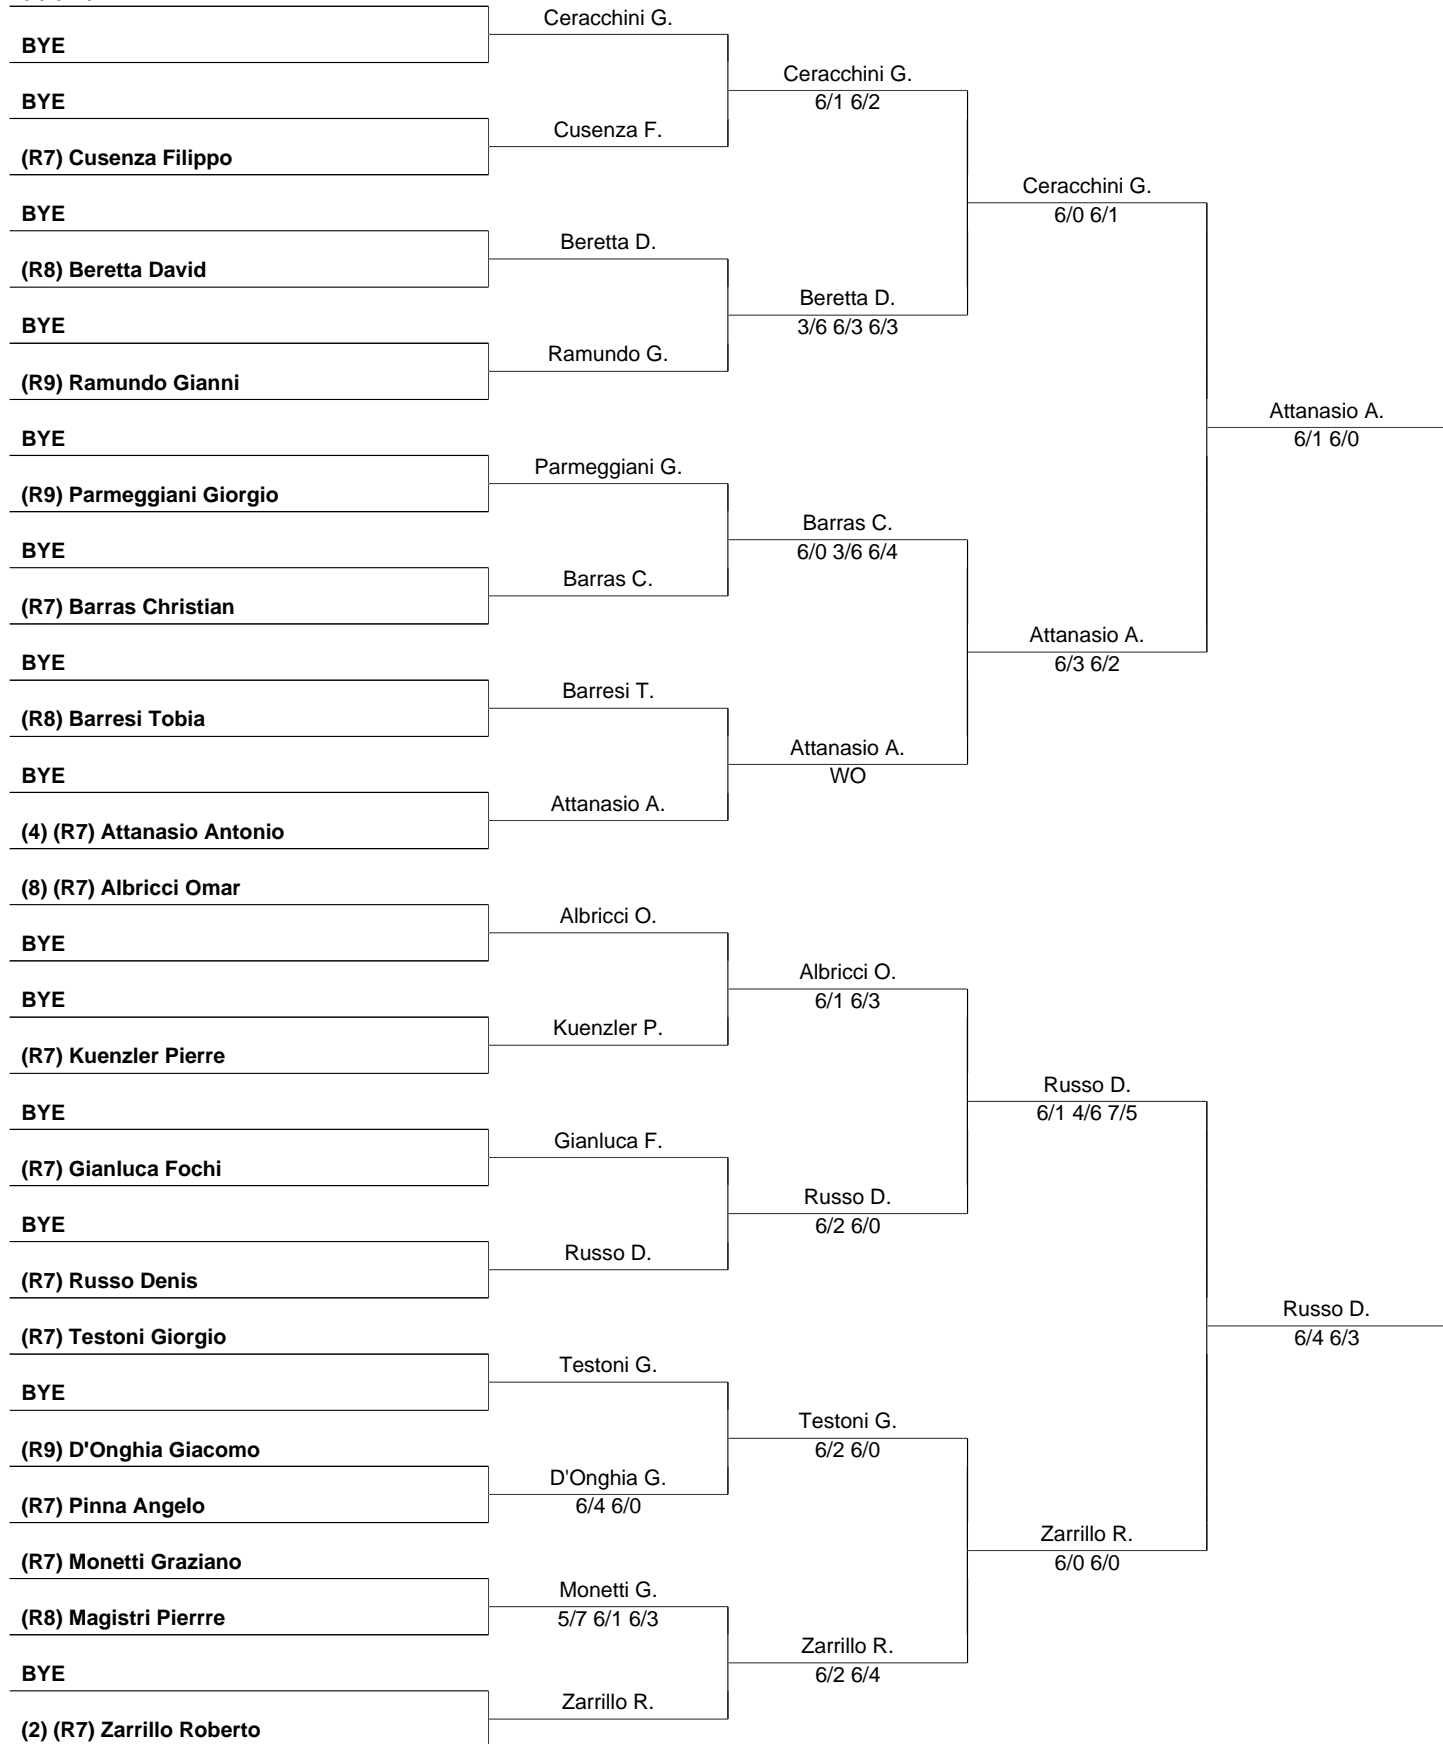 BYE
BYE
(R7) Cusenza Filippo
BYE
(R8) Beretta David
BYE
(R9) Ramundo Gianni
BYE
(R9) Parmeggiani Giorgio
BYE
(R7) Barras Christian
BYE
(R8) Barresi Tobia
BYE
(4) (R7) Attanasio Antonio
(8) (R7) Albricci Omar
BYE
BYE
(R7) Kuenzler Pierre
BYE
(R7) Gianluca Fochi
BYE
(R7) Russo Denis
(R7) Testoni Giorgio
BYE
(R9) D'Onghia Giacomo
(R7) Pinna Angelo
(R7) Monetti Graziano
(R8) Magistri Pierrre
BYE
(2) (R7) Zarrillo Roberto
Ceracchini G.
Cusenza F.
Beretta D.
Ramundo G.
Parmeggiani G.
Barras C.
Barresi T.
Attanasio A.
Albricci O.
Kuenzler P.
Gianluca F.
Russo D.
Testoni G.
D'Onghia G.
6/4 6/0
Monetti G.
5/7 6/1 6/3
Zarrillo R.
Ceracchini G.
6/1 6/2
Beretta D.
3/6 6/3 6/3
Barras C.
6/0 3/6 6/4
Attanasio A.
WO
Albricci O.
6/1 6/3
Russo D.
6/2 6/0
Testoni G.
6/2 6/0
Zarrillo R.
6/2 6/4
Ceracchini G.
6/0 6/1
Attanasio A.
6/3 6/2
Russo D.
6/1 4/6 7/5
Zarrillo R.
6/0 6/0
Attanasio A.
6/1 6/0
Russo D.
6/4 6/3